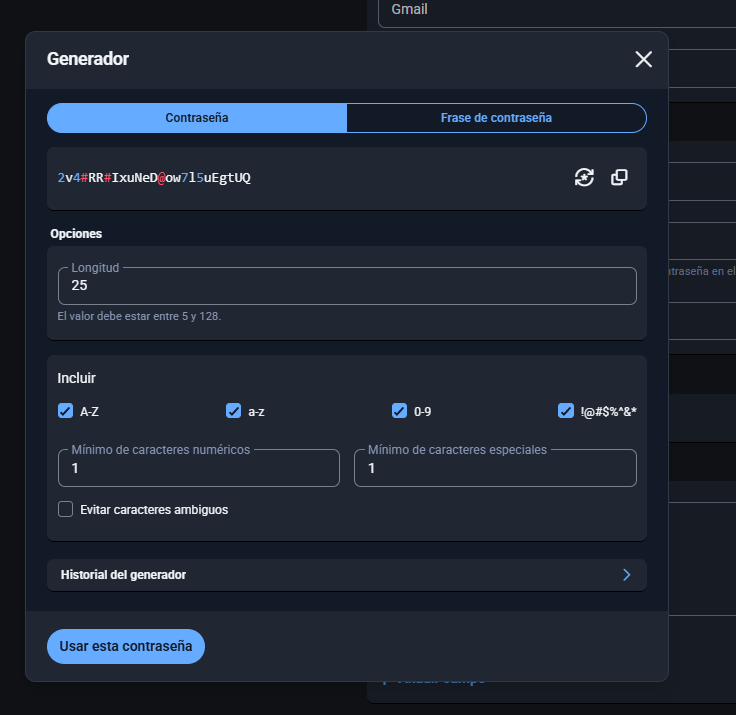 Gmail
Generador
Contraseña
Frase de contraseña
2v4#RR#IxuNeD@ow7l5uEgtUQ
Opciones
Longitud
25
ntraseña en el
El valor debe estar entre 5 y 128.
Incluir
A-Z
a-z
0-9
!@#$%^&*
Mínimo de caracteres numéricos
Mínimo de caracteres especiales
1
1
Evitar caracteres ambiguos
Historial del generador
Usar esta contraseña